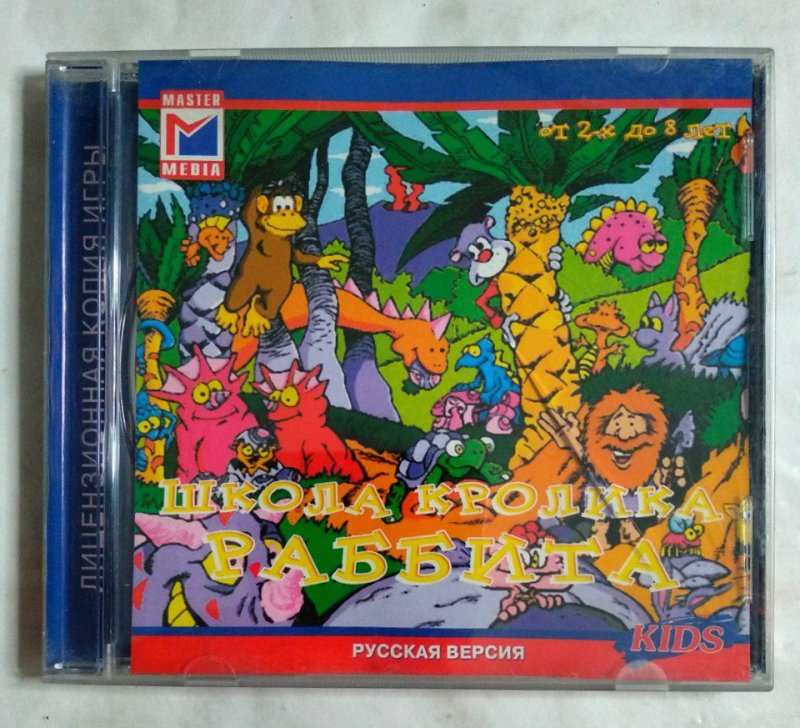 MASTER
MEDIA
от 2-х до 8 лет
ЛИЦЕНЗИОННАЯ КОПИЯ ИГРЫ
ШКОЛА КРОЛИКА
РАББИТА
KIDS
РУССКАЯ ВЕРСИЯ